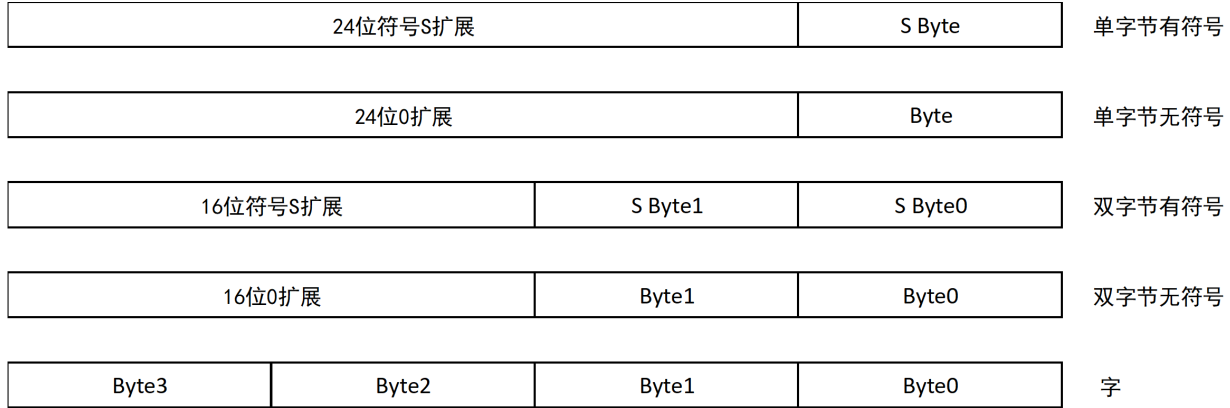 24位符号S扩展 S Byte 单字节有符号
24位0扩展 Byte 单字节无符号
16位符号S扩展 S Byte1 S Byte0 双字节有符号
16位0扩展 Byte1 Byte0 双字节无符号
Byte3 Byte2 Byte1 Byte0 字